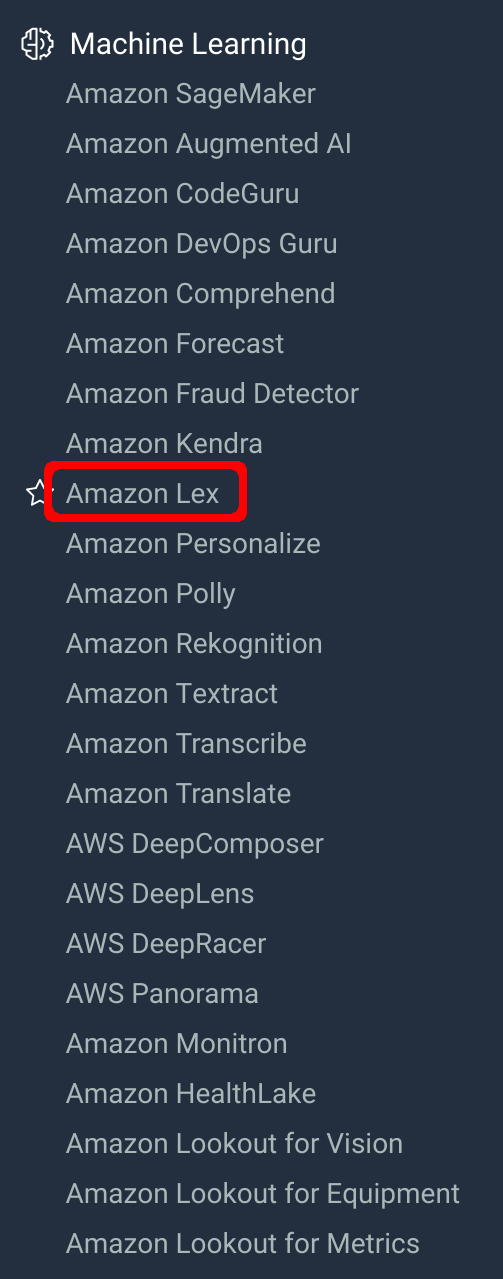 Machine Learning
Amazon SageMaker
Amazon Augmented AI
Amazon CodeGuru
Amazon DevOps Guru
Amazon Comprehend
Amazon Forecast
Amazon Fraud Detector
Amazon Kendra
Amazon Lex
Amazon Personalize
Amazon Polly
Amazon Rekognition
Amazon Textract
Amazon Transcribe
Amazon Translate
AWS DeepComposer
AWS DeepLens
AWS DeepRacer
AWS Panorama
Amazon Monitron
Amazon HealthLake
Amazon Lookout for Vision
Amazon Lookout for Equipment
Amazon Lookout for Metrics